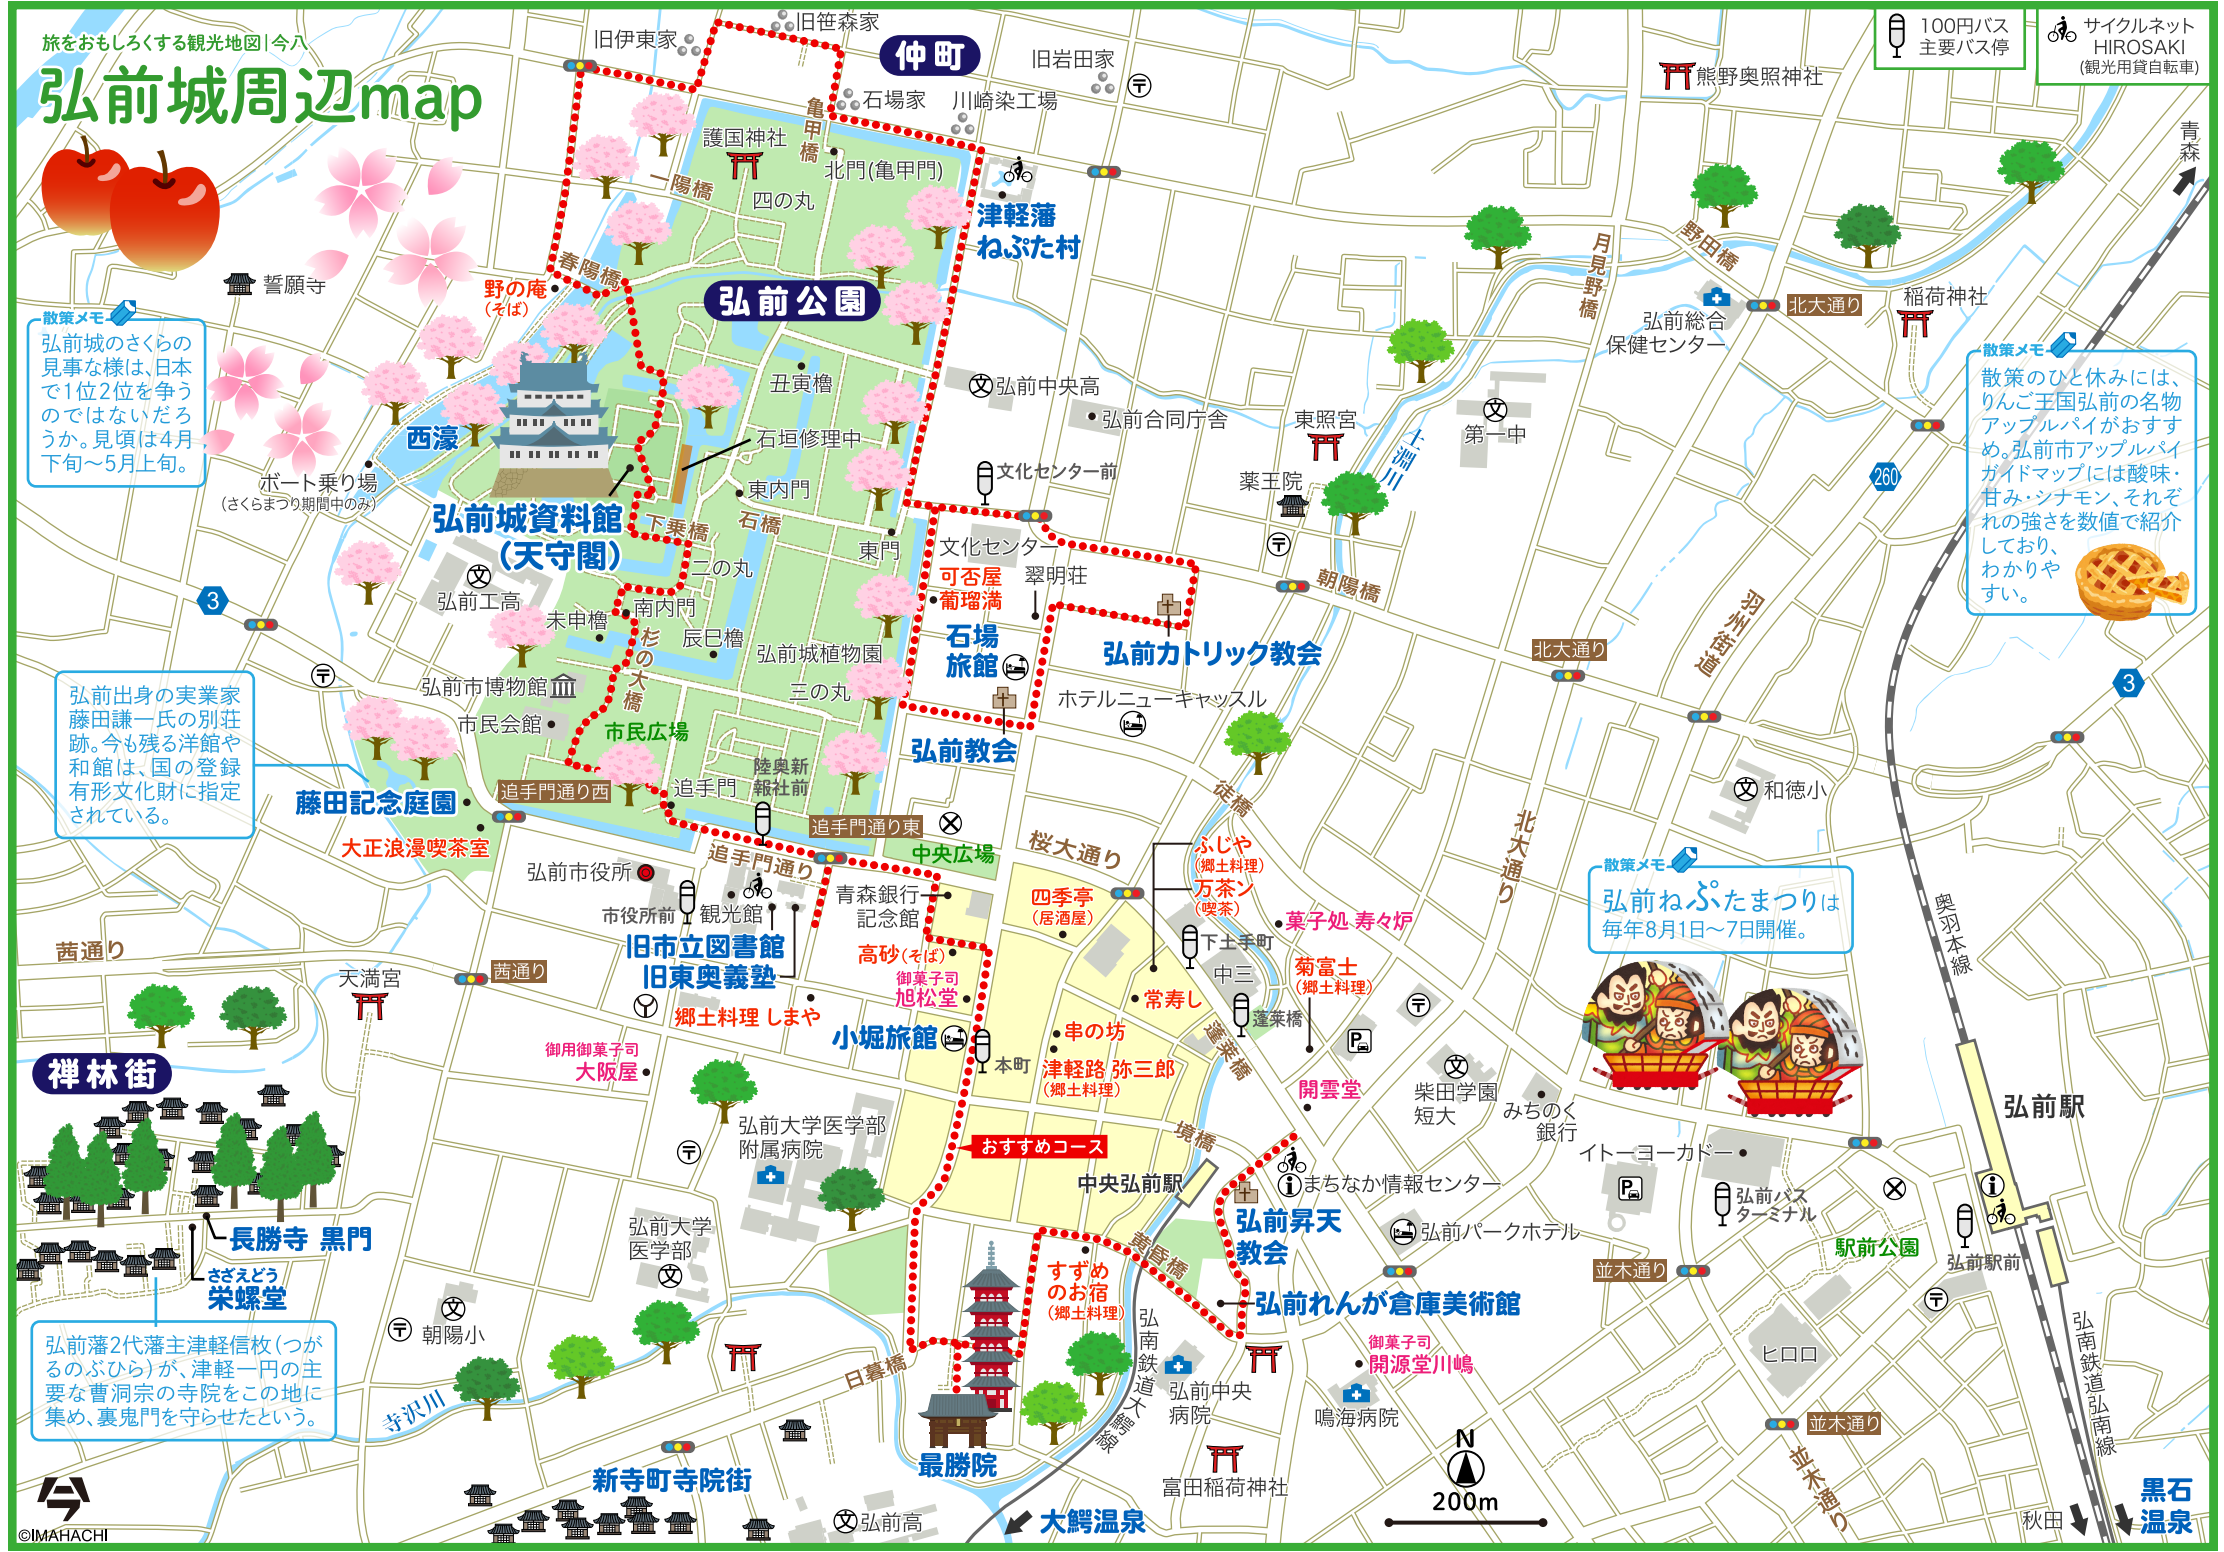 旅をおもしろくする観光地図|今八
弘前城周辺map
100円バス
主要バス停
サイクルネット
HIROSAKI
(観光用貸自転車)
旧伊東家
旧笹森家
仲町
旧岩田家
石場家
川崎染工場
亀甲橋
熊野奥照神社
青森
護国神社
北門(亀甲門)
一陽橋
四の丸
津軽藩
ねぷた村
春陽橋
野の庵
(そば)
弘前公園
誓願寺
月見野橋
野田橋
北大通り
弘前総合
保健センター
稲荷神社
散策メモ
弘前城のさくらの
見事な様は、日本
で1位2位を争う
のではないだろ
うか。見頃は4月
下旬〜5月上旬。
散策メモ
散策のひと休みには、
りんご王国弘前の名物
アップルパイがおすす
め。弘前市アップルパイ
ガイドマップには酸味・
甘み・シナモン、それぞ
れの強さを数値で紹介
しており、
わかりや
すい。
丑寅櫓
弘前中央高
弘前合同庁舎
東照宮
第一中
土淵川
西濠
石垣修理中
ボート乗り場
(さくらまつり期間中のみ)
文化センター前
薬王院
260
東内門
弘前城資料館
(天守閣)
下乗橋
石橋
東門
文化センター
二の丸
可否屋
葡瑠満
翠明荘
朝陽橋
弘前工高
3
未申櫓
南内門
辰巳櫓
杉の大橋
弘前城植物園
石場
旅館
弘前カトリック教会
北大通り
羽州街道
弘前市博物館
三の丸
ホテルニューキャッスル
3
弘前出身の実業家
藤田謙一氏の別荘
跡。今も残る洋館や
和館は、国の登録
有形文化財に指定
されている。
市民会館
市民広場
弘前教会
陸奥新
報社前
追手門
追手門通り西
藤田記念庭園
大正浪漫喫茶室
追手門通り東
中央広場
桜大通り
徒橋
北大通り
和徳小
ふじや
(郷土料理)
万茶ン
(喫茶)
追手門通り
弘前市役所
市役所前
観光館
青森銀行
記念館
四季亭
(居酒屋)
菓子処 寿々炉
散策メモ
弘前ねぷたまつりは
毎年8月1日〜7日開催。
奥羽本線
茜通り
茜通り
天満宮
旧市立図書館
旧東奥義塾
高砂(そば)
御菓子司
旭松堂
下土手町
中三
菊富士
(郷土料理)
常寿し
蓬莱橋
蓬莱橋
郷土料理 しまや
小堀旅館
串の坊
本町
津軽路 弥三郎
(郷土料理)
御用御菓子司
大阪屋
禅林街
開雲堂
柴田学園
短大
みちのく
銀行
弘前駅
弘前大学医学部
附属病院
境橋
おすすめコース
イトーヨーカドー
中央弘前駅
まちなか情報センター
弘前バス
ターミナル
長勝寺 黒門
さざえどう
栄螺堂
弘前大学
医学部
弘前昇天
教会
弘前パークホテル
駅前公園
弘前駅前
黄昏橋
並木通り
すずめ
のお宿
(郷土料理)
弘前れんが倉庫美術館
弘前藩2代藩主津軽信枚(つが
るのぶひら)が、津軽一円の主
要な曹洞宗の寺院をこの地に
集め、裏鬼門を守らせたという。
朝陽小
弘南鉄道大鰐線
御菓子司
開源堂川嶋
ヒロロ
弘南鉄道弘南線
日暮橋
寺沢川
弘前中央
病院
鳴海病院
並木通り
並木通り
最勝院
新寺町寺院街
富田稲荷神社
N
200m
黒石
温泉
弘前高
大鰐温泉
秋田
©IMAHACHI